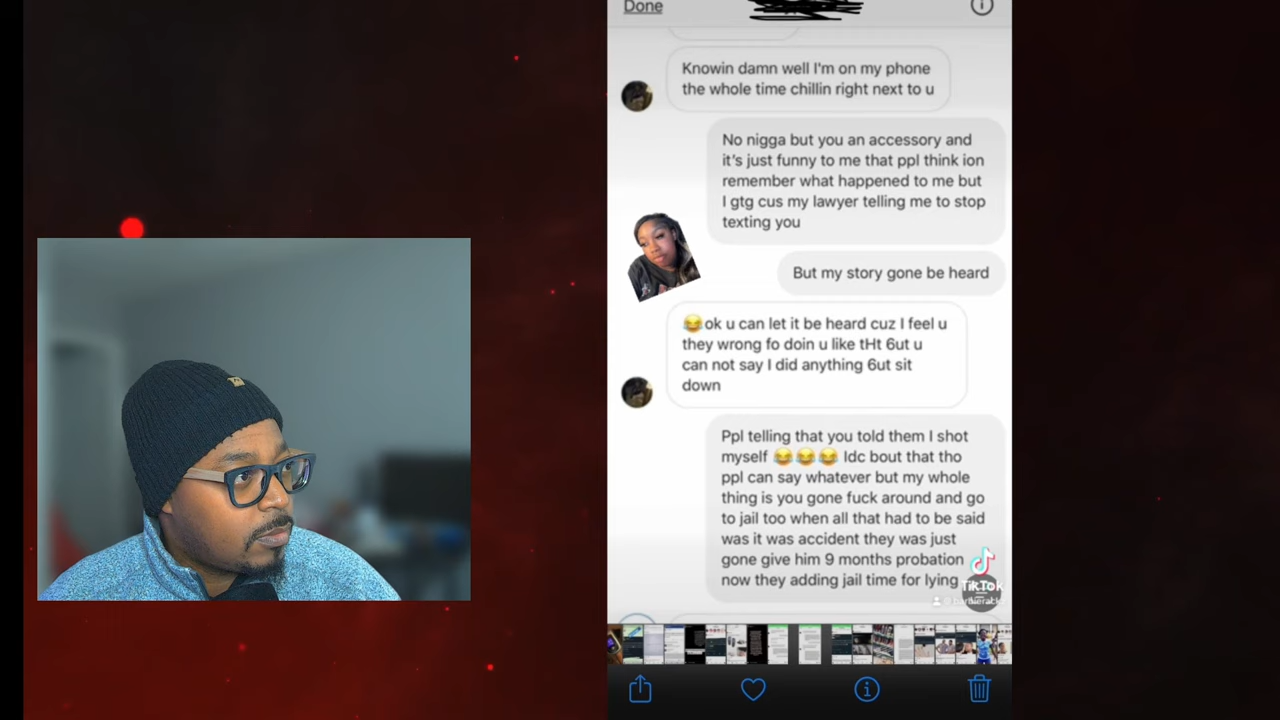 Done
Knowin damn well I'm on my phone
the whole time chillin right next to u
No nigga but you an accessory and
it's just funny to me that ppl think ion
remember what happened to me but
I gtg cus my lawyer telling me to stop
texting you
But my story gone be heard
😂ok u can let it be heard cuz I feel u
they wrong fo doin u like tHt 6ut u
can not say I did anything 6ut sit
down
Ppl telling that you told them I shot
myself 😂😂😂 Idc bout that tho
ppl can say whatever but my whole
thing is you gone fuck around and go
to jail too when all that had to be said
was it was accident they was just
gone give him 9 months probation
now they adding jail time for lying
TikTok